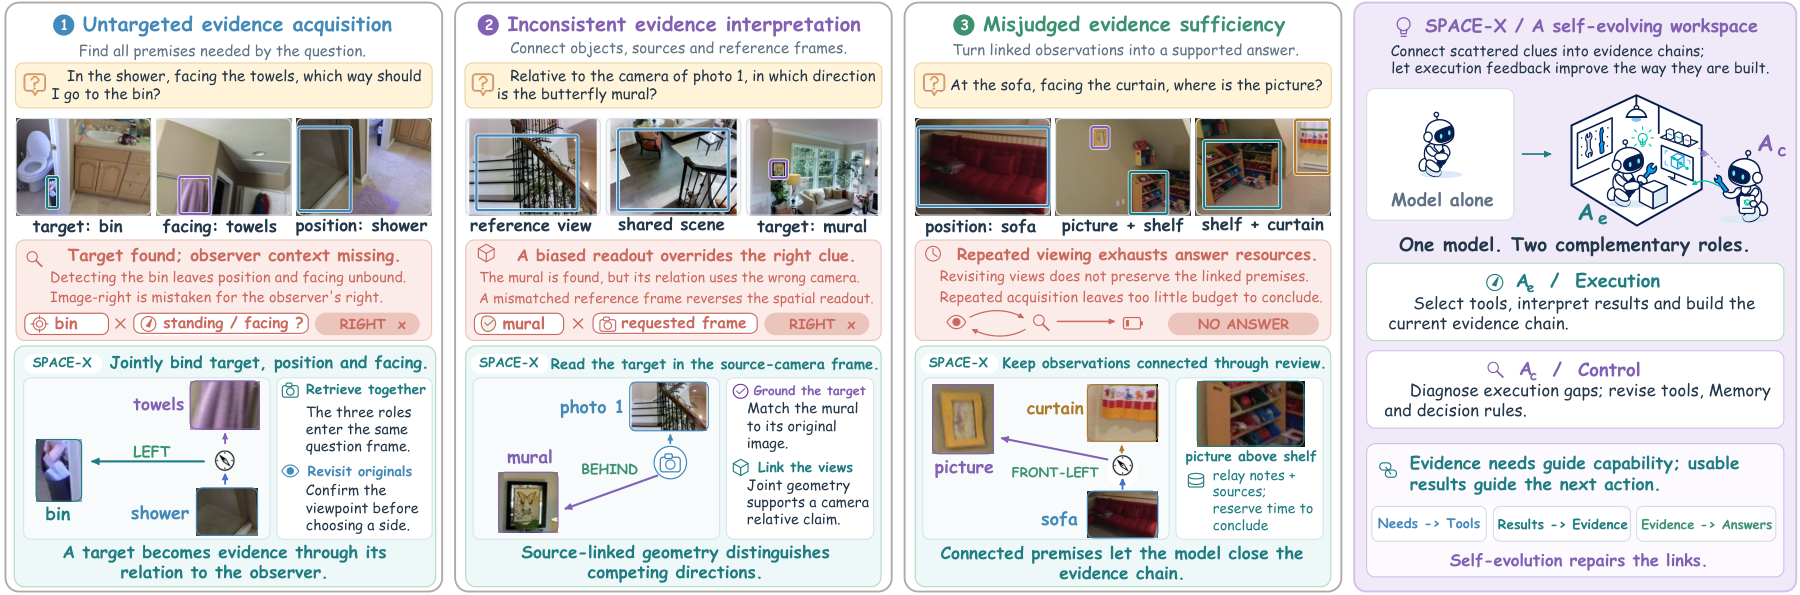 1 Untargeted evidence acquisition
Find all premises needed by the question.
In the shower, facing the towels, which way should
I go to the bin?
target: bin
facing: towels
position: shower
Target found; observer context missing.
Detecting the bin leaves position and facing unbound.
Image-right is mistaken for the observer's right.
bin × standing / facing ? RIGHT x
SPACE-X Jointly bind target, position and facing.
towels
LEFT
bin
shower
Retrieve together
The three roles
enter the same
question frame.
Revisit originals
Confirm the
viewpoint before
choosing a side.
A target becomes evidence through its
relation to the observer.
2 Inconsistent evidence interpretation
Connect objects, sources and reference frames.
Relative to the camera of photo 1, in which direction
is the butterfly mural?
reference view
shared scene
target: mural
A biased readout overrides the right clue.
The mural is found, but its relation uses the wrong camera.
A mismatched reference frame reverses the spatial readout.
mural × requested frame RIGHT x
SPACE-X Read the target in the source-camera frame.
photo 1
mural
BEHIND
Ground the target
Match the mural
to its original
image.
Link the views
Joint geometry
supports a camera
relative claim.
Source-linked geometry distinguishes
competing directions.
3 Misjudged evidence sufficiency
Turn linked observations into a supported answer.
At the sofa, facing the curtain, where is the picture?
position: sofa
picture + shelf
shelf + curtain
Repeated viewing exhausts answer resources.
Revisiting views does not preserve the linked premises.
Repeated acquisition leaves too little budget to conclude.
NO ANSWER
SPACE-X Keep observations connected through review.
curtain
picture
FRONT-LEFT
sofa
picture above shelf
relay notes +
sources;
reserve time to
conclude
Connected premises let the model close the
evidence chain.
SPACE-X / A self-evolving workspace
Connect scattered clues into evidence chains;
let execution feedback improve the way they are built.
Model alone
A e
A c
One model. Two complementary roles.
Ae / Execution
Select tools, interpret results and build the
current evidence chain.
Ac / Control
Diagnose execution gaps; revise tools, Memory
and decision rules.
Evidence needs guide capability; usable
results guide the next action.
Needs -> Tools
Results -> Evidence
Evidence -> Answers
Self-evolution repairs the links.